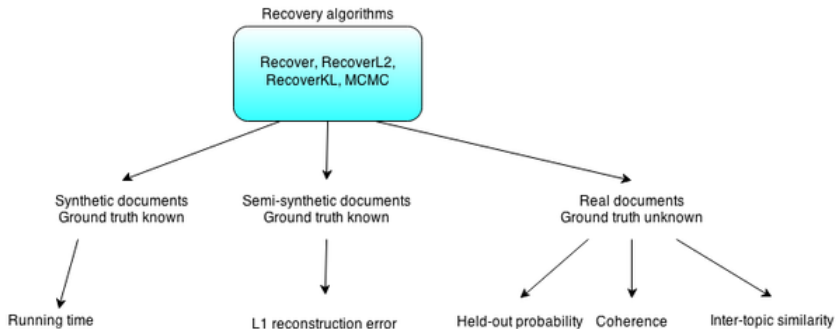 Recovery algorithms
Recover, RecoverL2,
RecoverKL, MCMC
Synthetic documents
Ground truth known
Semi-synthetic documents
Ground truth known
Real documents
Ground truth unknown
Running time
L1 reconstruction error
Held-out probability
Coherence
Inter-topic similarity